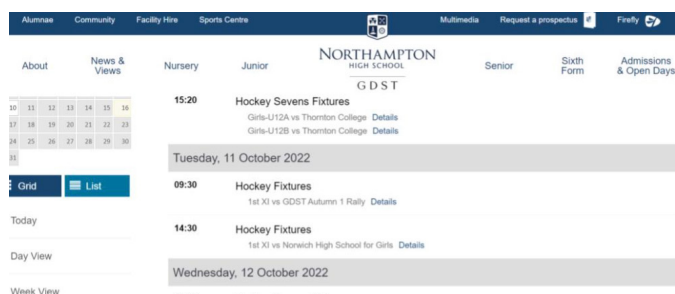 Alumnae Community Facility Hire Sports Centre Multimedia Request a prospectus Firefly
About News & Views Nursery Junior NORTHAMPTON HIGH SCHOOL GDST Senior Sixth Form Admissions & Open Days
10 11 12 13 14 15 16
17 18 19 20 21 22 23
24 25 26 27 28 29 30
31
Grid List
Today
Day View
Week View
15:20 Hockey Sevens Fixtures
Girls-U12A vs Thornton College Details
Girls-U12B vs Thornton College Details
Tuesday, 11 October 2022
09:30 Hockey Fixtures
1st XI vs GDST Autumn 1 Rally Details
14:30 Hockey Fixtures
1st XI vs Norwich High School for Girls Details
Wednesday, 12 October 2022